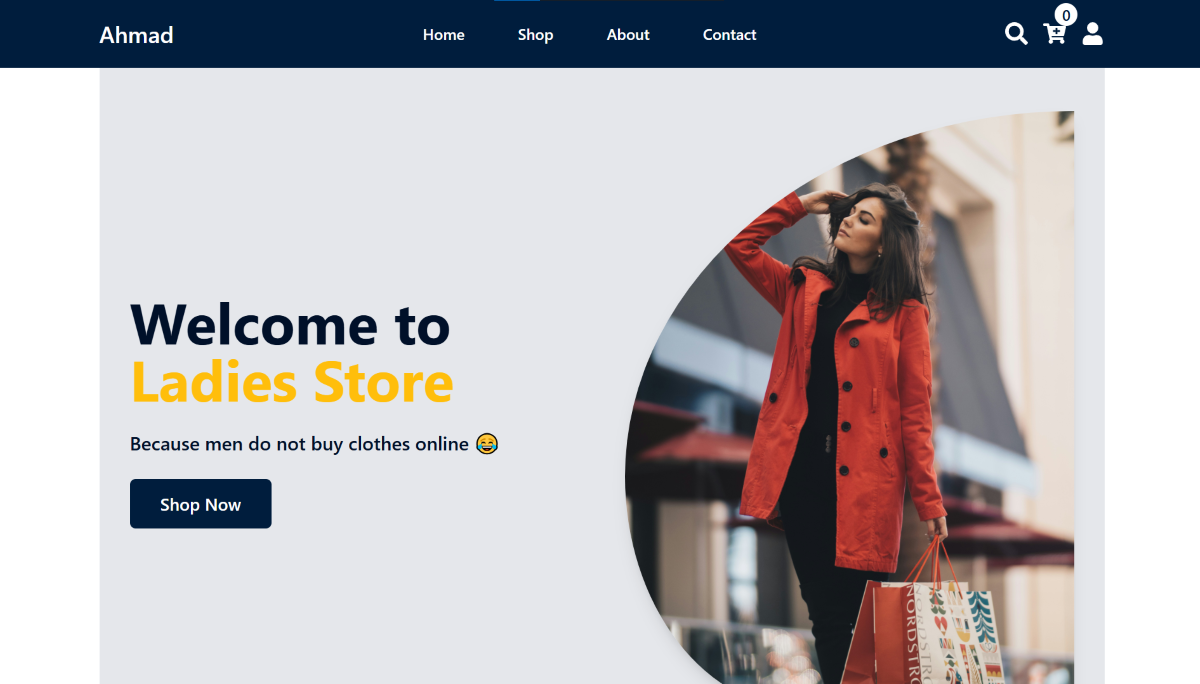 Ahmad
Home
Shop
About
Contact
0
Welcome to
Ladies Store
Because men do not buy clothes online 😂
Shop Now
NORDSTROM